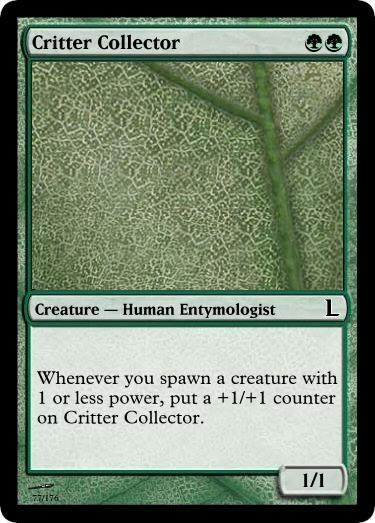 Critter Collector
Creature — Human Entymologist L
Whenever you spawn a creature with
1 or less power, put a +1/+1 counter
on Critter Collector.
1/1
77/176